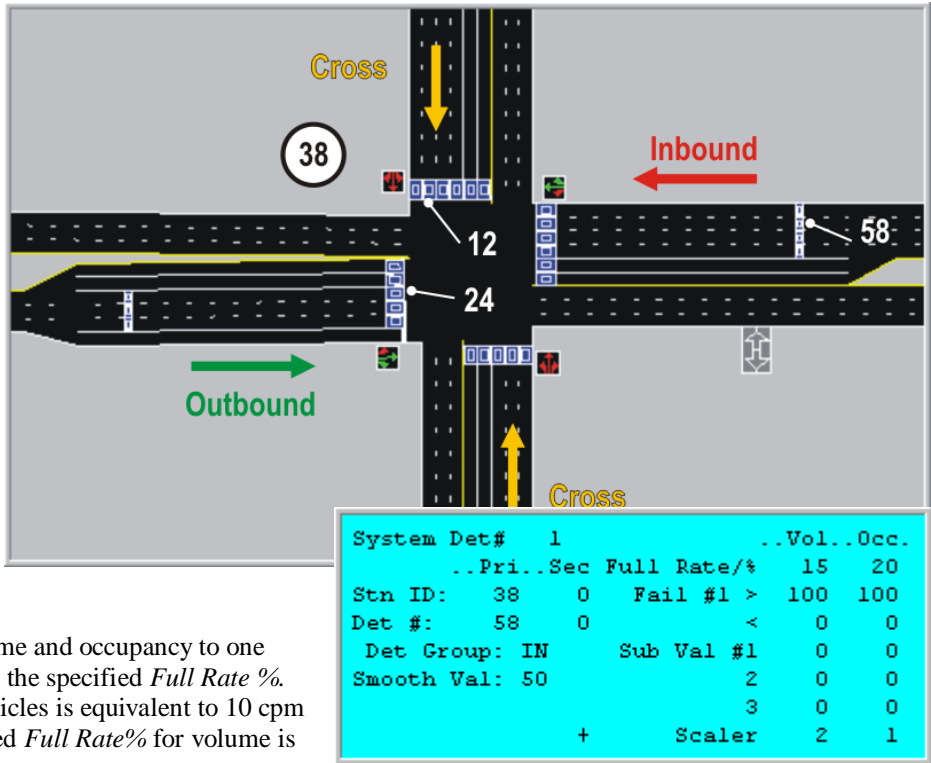 Cross
38
Inbound
12
58
24
Outbound
Cross
System Det# 1 ..Vol..Occ.
..Pri..Sec Full Rate/% 15 20
Stn ID: 38 0 Fail #1 > 100 100
Det #: 58 0 < 0 0
Det Group: IN Sub Val #1 0 0
Smooth Val: 50 2 0 0
3 0 0
+ Scaler 2 1
me and occupancy to one
the specified Full Rate %.
icles is equivalent to 10 cpm
ed Full Rate% for volume is